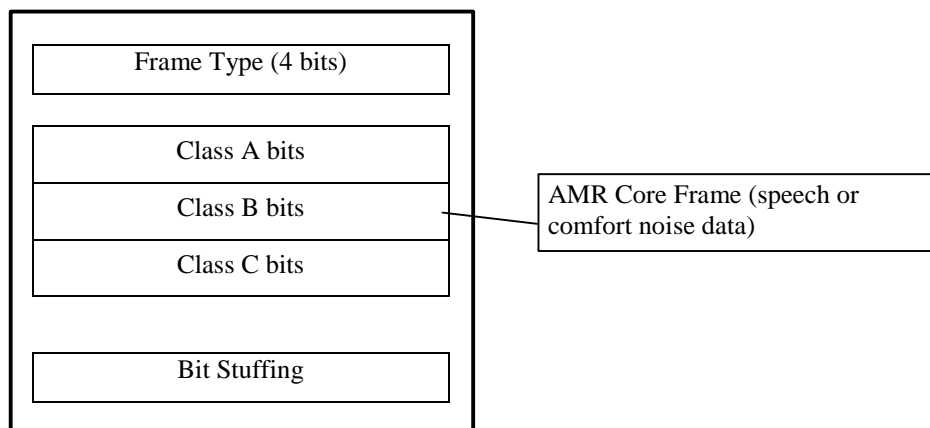 Frame Type (4 bits)
Class A bits
Class B bits
Class C bits
AMR Core Frame (speech or
comfort noise data)
Bit Stuffing